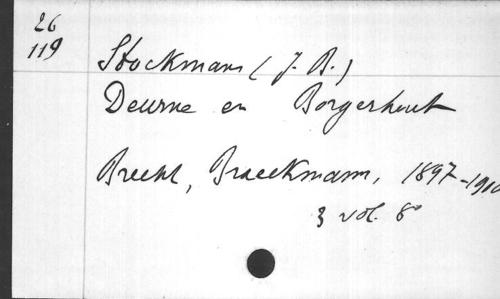 26
119
Stockmans (J. B.)
Deurne en Borgerhout
Brecht, Braeckmans, 1897-1910
3 vol. 8°